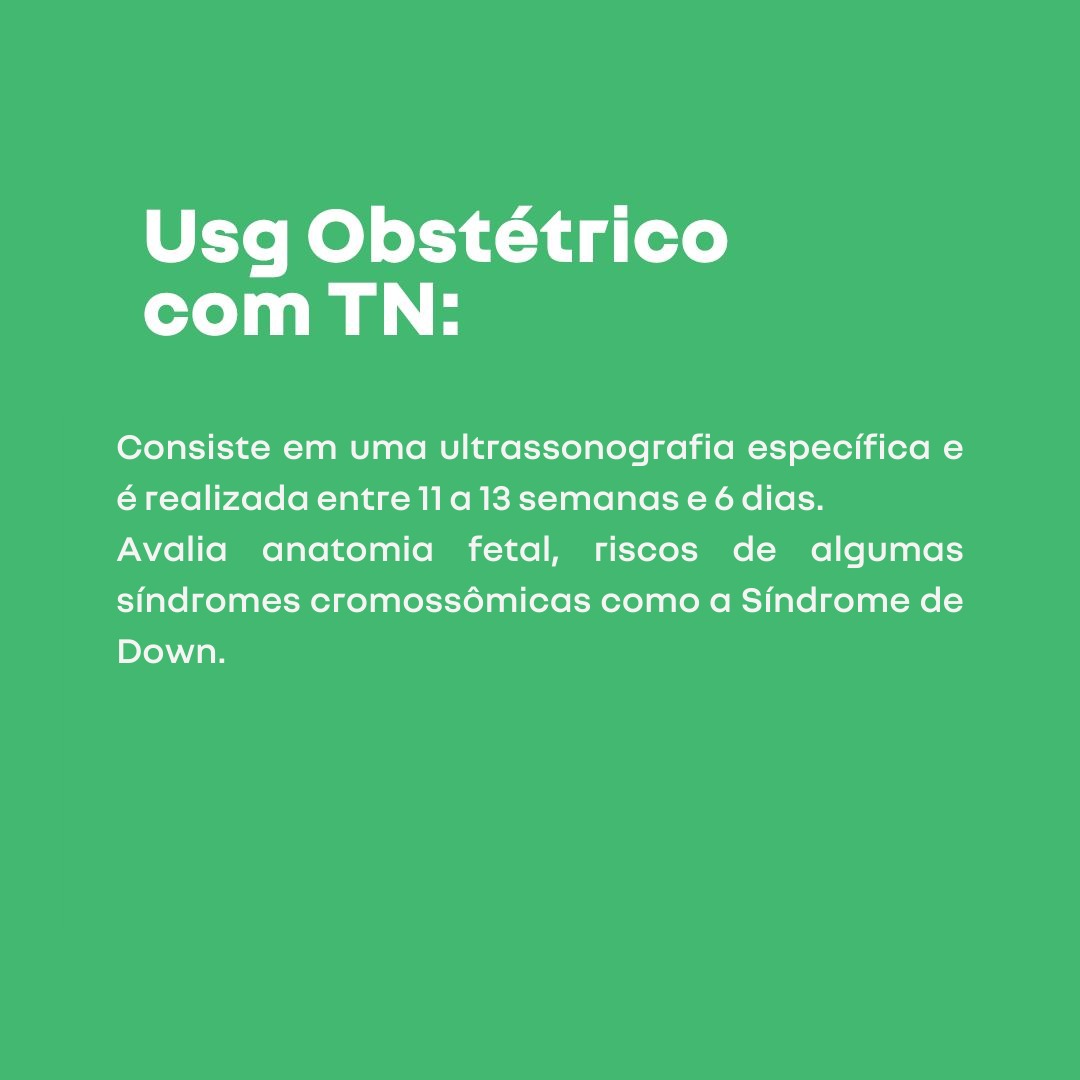 Usg Obstétrico
com TN:
Consiste em uma ultrassonografia específica e
é realizada entre 11 a 13 semanas e 6 dias.
Avalia anatomia fetal, riscos de algumas
síndromes cromossômicas como a Síndrome de
Down.